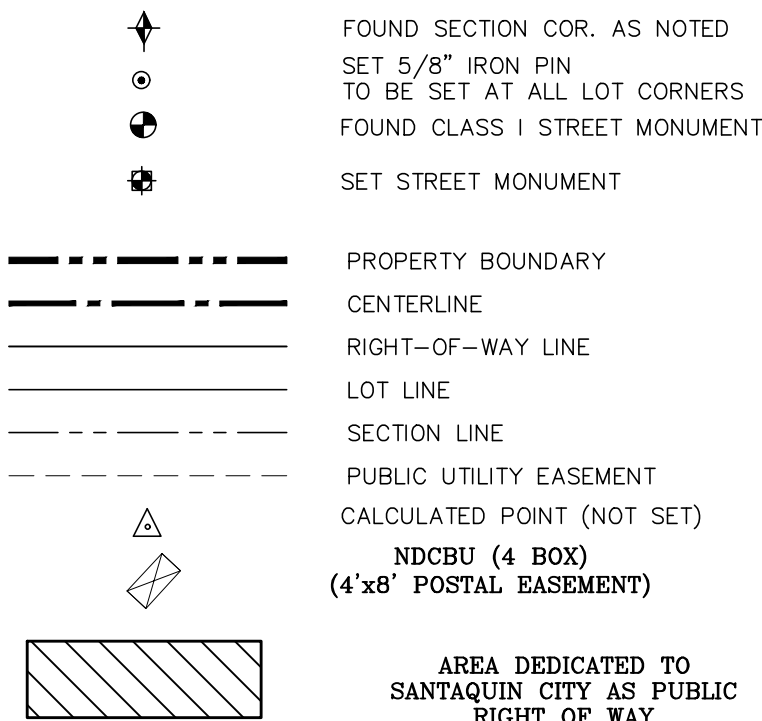 FOUND SECTION COR. AS NOTED
SET 5/8" IRON PIN
TO BE SET AT ALL LOT CORNERS
FOUND CLASS I STREET MONUMENT
SET STREET MONUMENT
PROPERTY BOUNDARY
CENTERLINE
RIGHT-OF-WAY LINE
LOT LINE
SECTION LINE
PUBLIC UTILITY EASEMENT
CALCULATED POINT (NOT SET)
NDCBU (4 BOX)
(4'x8' POSTAL EASEMENT)
AREA DEDICATED TO
SANTAQUIN CITY AS PUBLIC
RIGHT OF WAY